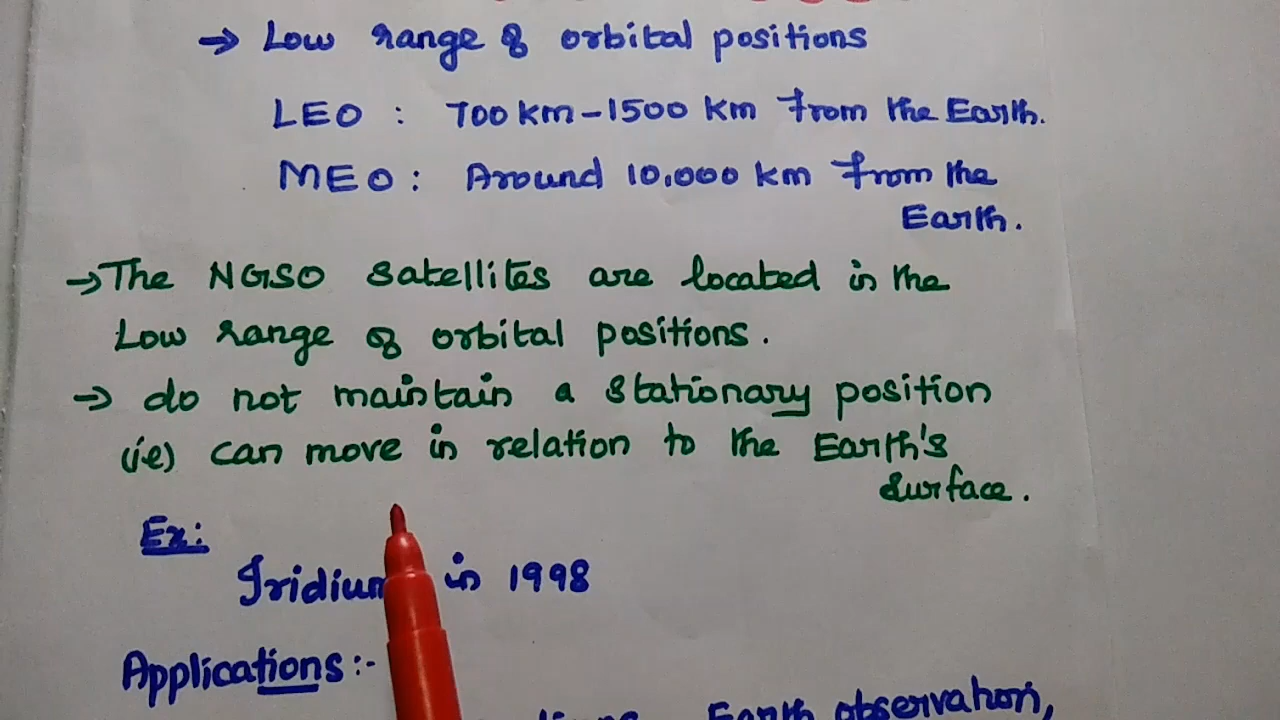 → Low range of orbital positions
LEO : 700 km - 1500 km from the Earth.
MEO : Around 10,000 km from the
Earth.
→ The NGSO satellites are located in the
Low range of orbital positions.
→ do not maintain a stationary position
(ie) can move in relation to the Earth's
surface.
Ex:
Iridium in 1998
Applications :-
Earth observation,